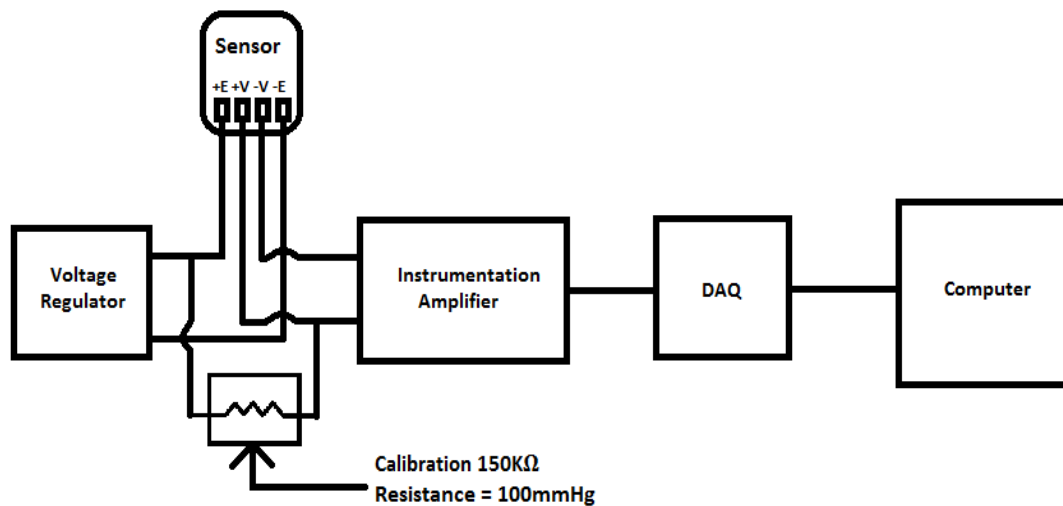 Sensor
+E +V -V -E
Voltage
Regulator
Instrumentation
Amplifier
DAQ
Computer
Calibration 150KΩ
Resistance = 100mmHg